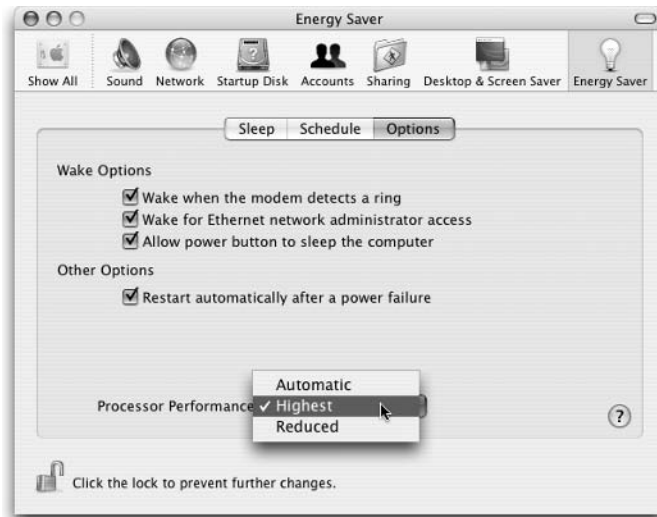 Energy Saver
Show All Sound Network Startup Disk Accounts Sharing Desktop & Screen Saver Energy Saver
Sleep Schedule Options
Wake Options
Wake when the modem detects a ring
Wake for Ethernet network administrator access
Allow power button to sleep the computer
Other Options
Restart automatically after a power failure
Automatic
Processor Performance ✓ Highest
Reduced
?
Click the lock to prevent further changes.